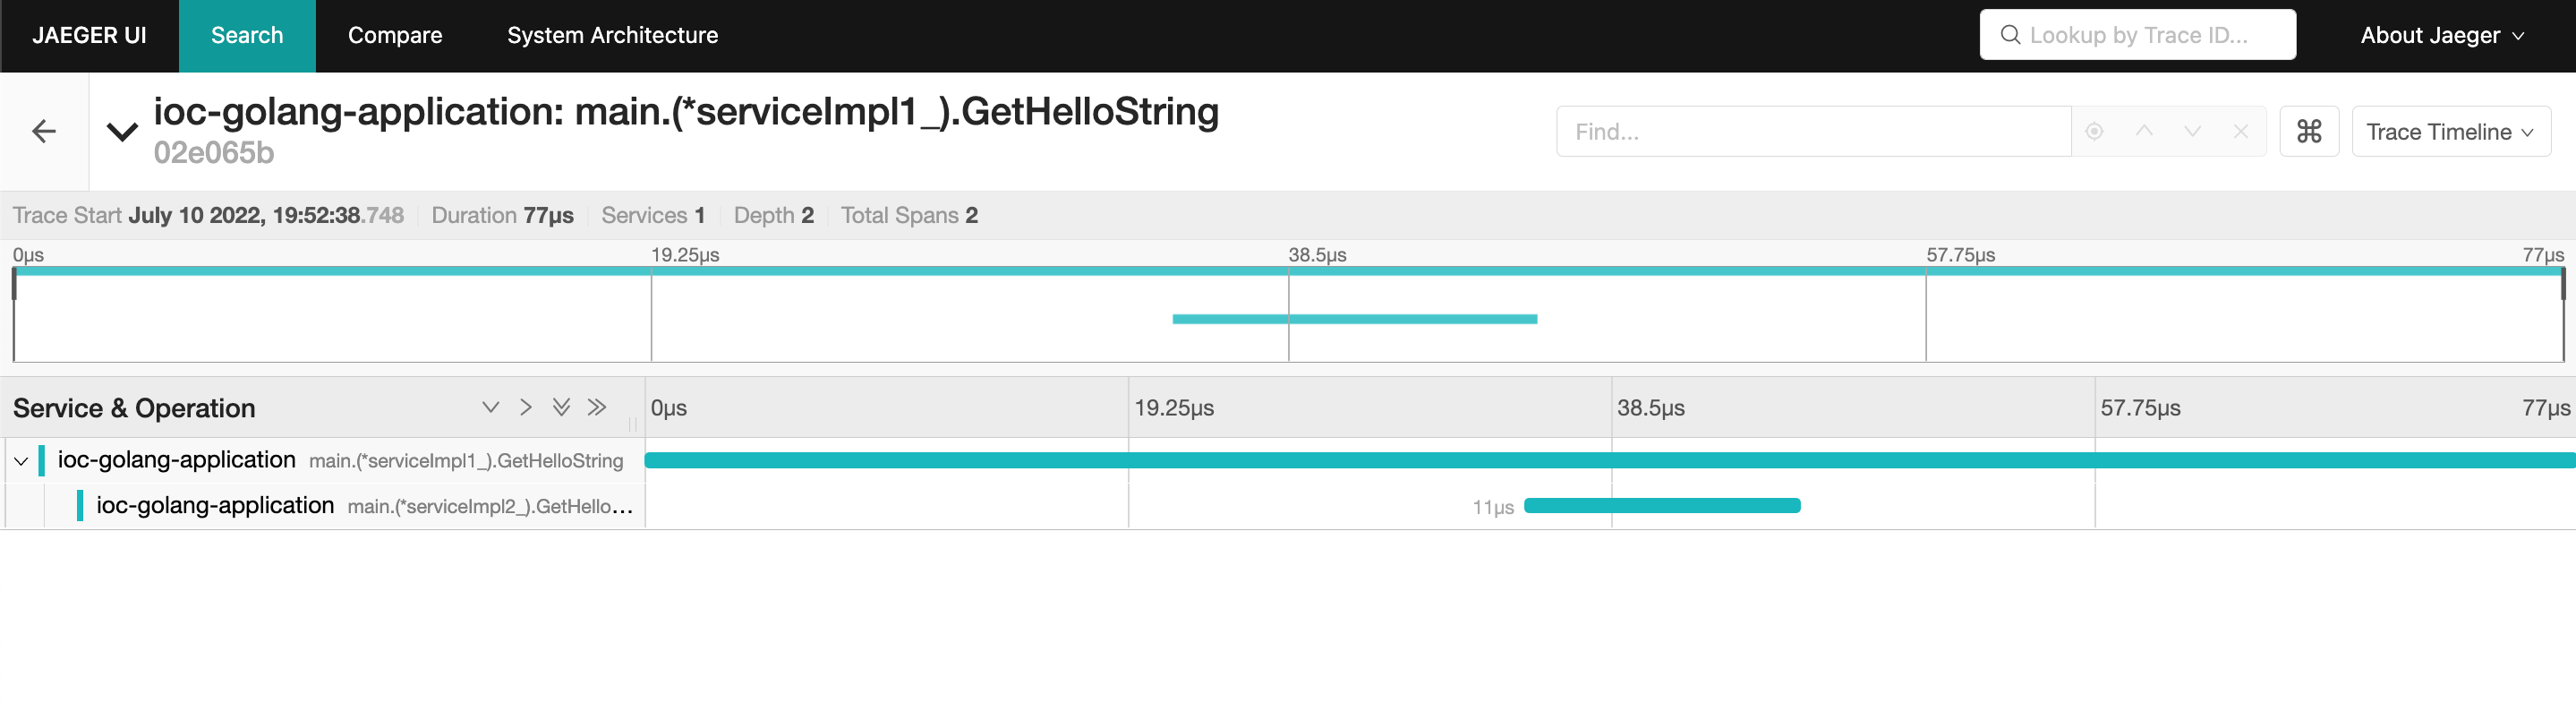 JAEGER UI Search Compare System Architecture Lookup by Trace ID... About Jaeger
ioc-golang-application: main.(*serviceImpl1_).GetHelloString
02e065b
Find... ⌘ Trace Timeline
Trace Start July 10 2022, 19:52:38.748 Duration 77μs Services 1 Depth 2 Total Spans 2
0μs 19.25μs 38.5μs 57.75μs 77μs
Service & Operation 0μs 19.25μs 38.5μs 57.75μs 77μs
ioc-golang-application main.(*serviceImpl1_).GetHelloString
ioc-golang-application main.(*serviceImpl2_).GetHello... 11μs